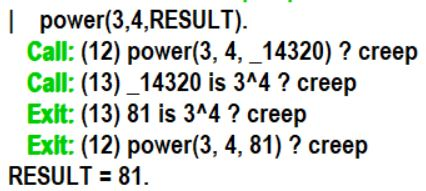 |   power(3,4,RESULT).
Call: (12) power(3, 4, _14320) ? creep
Call: (13) _14320 is 3^4 ? creep
Exit: (13) 81 is 3^4 ? creep
Exit: (12) power(3, 4, 81) ? creep
RESULT = 81.